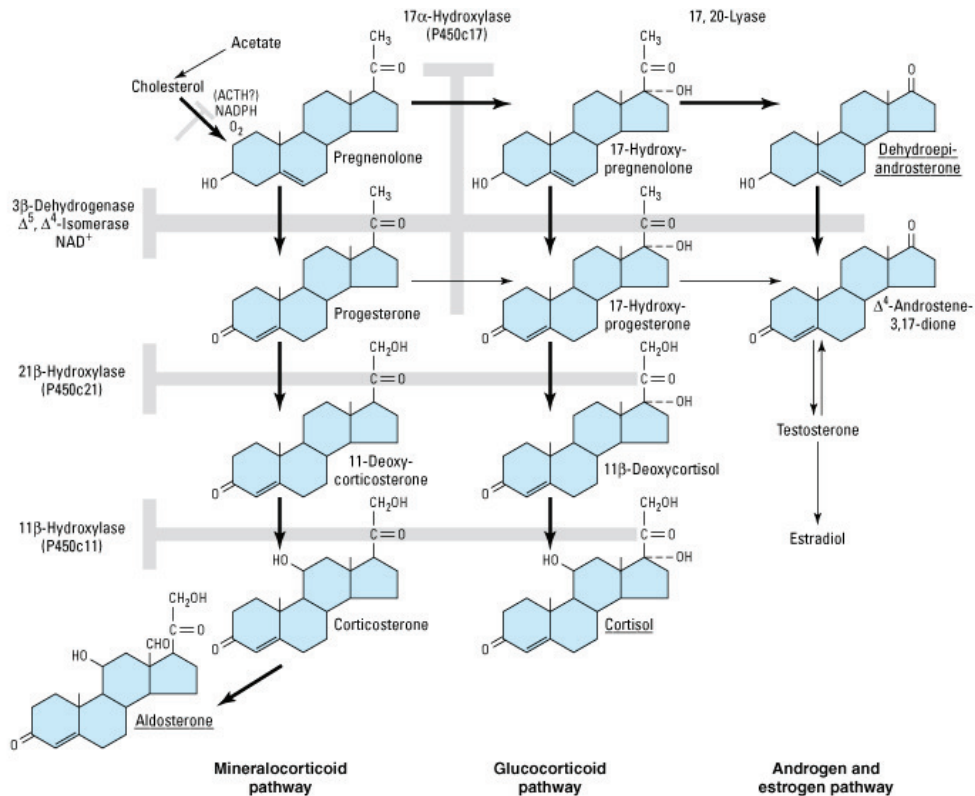 17α-Hydroxylase
(P450c17)
17, 20-Lyase
Acetate
Cholesterol
(ACTH?)
NADPH
O2
CH3
C=O
HO
Pregnenolone
CH3
C=O
OH
HO
17-Hydroxy-
pregnenolone
O
HO
Dehydroepi-
androsterone
3β-Dehydrogenase
Δ5, Δ4-Isomerase
NAD+
CH3
C=O
O
Progesterone
CH3
C=O
OH
O
17-Hydroxy-
progesterone
O
O
Δ4-Androstene-
3,17-dione
21β-Hydroxylase
(P450c21)
CH2OH
C=O
O
11-Deoxy-
corticosterone
CH2OH
C=O
OH
O
11β-Deoxycortisol
Testosterone
Estradiol
11β-Hydroxylase
(P450c11)
CH2OH
C=O
HO
O
Corticosterone
CH2OH
C=O
OH
HO
O
Cortisol
CH2OH
C=O
CHO
HO
O
Aldosterone
Mineralocorticoid
pathway
Glucocorticoid
pathway
Androgen and
estrogen pathway